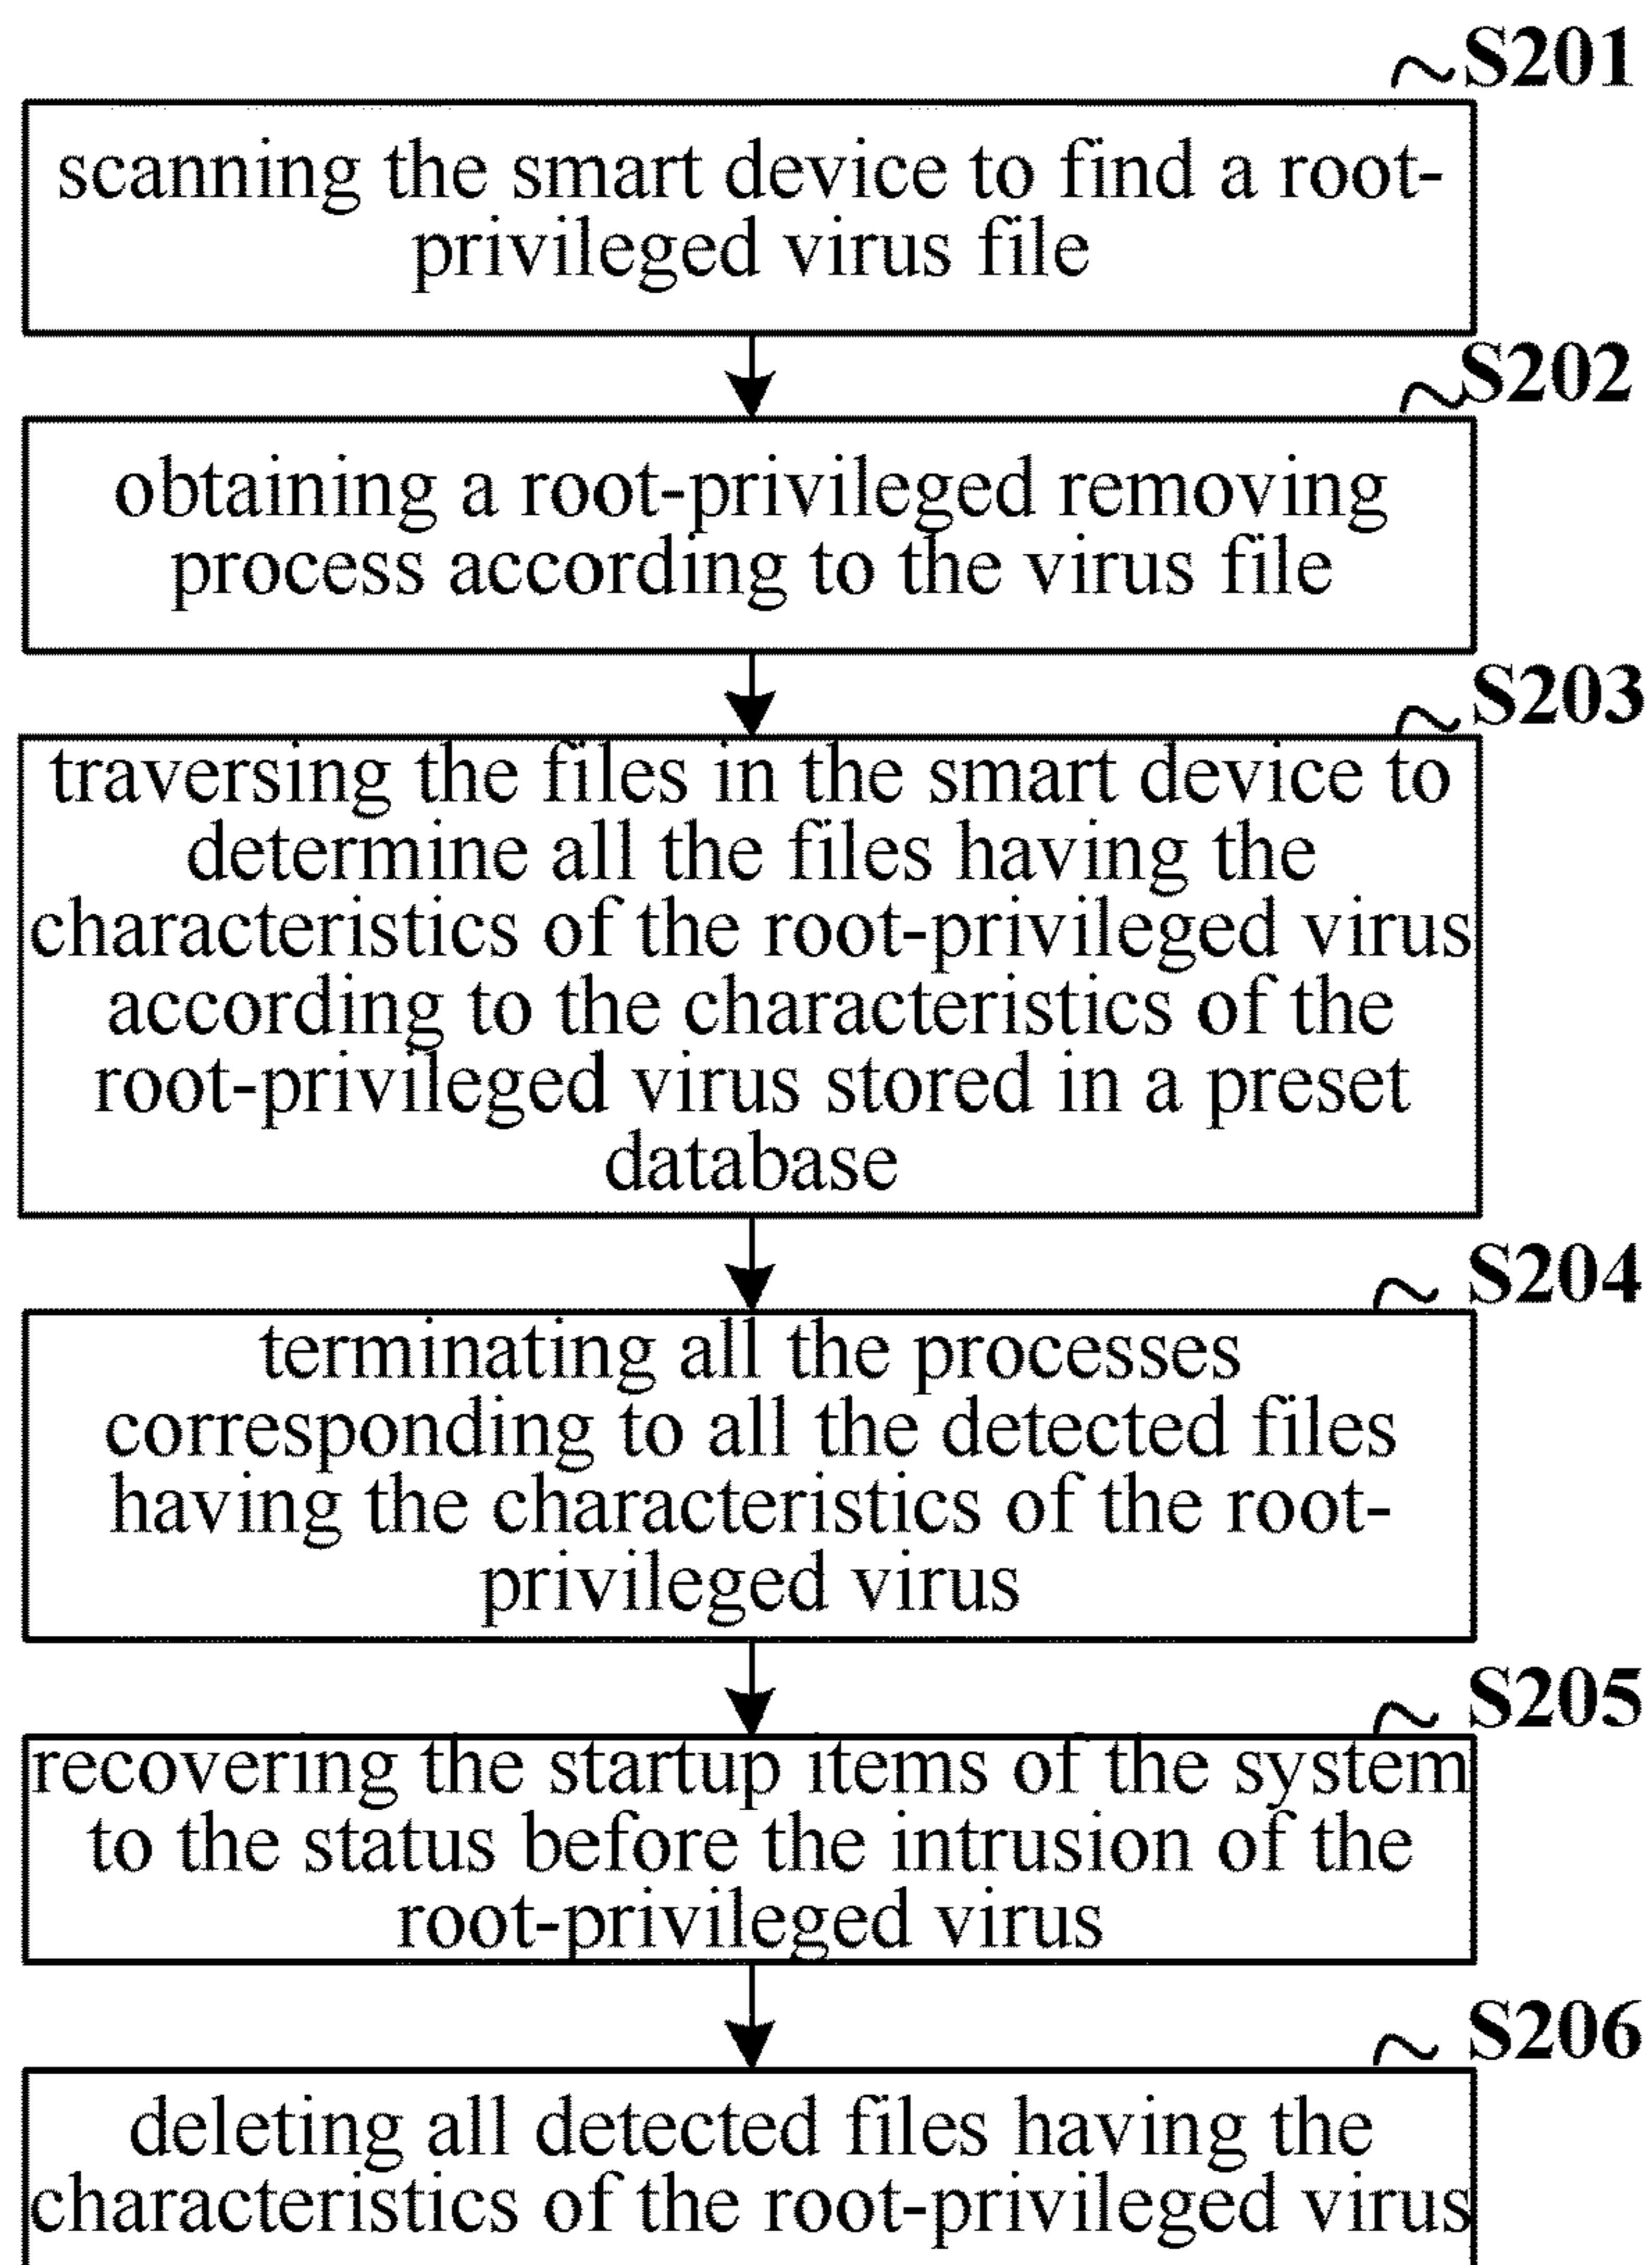 S201
scanning the smart device to find a root-
privileged virus file
S202
obtaining a root-privileged removing
process according to the virus file
S203
traversing the files in the smart device to
determine all the files having the
characteristics of the root-privileged virus
according to the characteristics of the
root-privileged virus stored in a preset
database
S204
terminating all the processes
corresponding to all the detected files
having the characteristics of the root-
privileged virus
S205
recovering the startup items of the system
to the status before the intrusion of the
root-privileged virus
S206
deleting all detected files having the
characteristics of the root-privileged virus